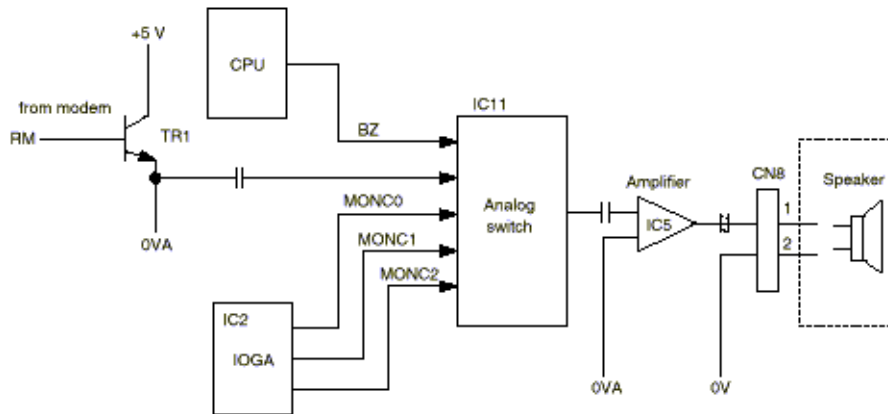 +5 V
CPU
from modem
RM
TR1
IC11
BZ
0VA
MONC0
MONC1
MONC2
Analog
switch
IC2
IOGA
Amplifier
IC5
CN8
1
2
Speaker
0VA
0V